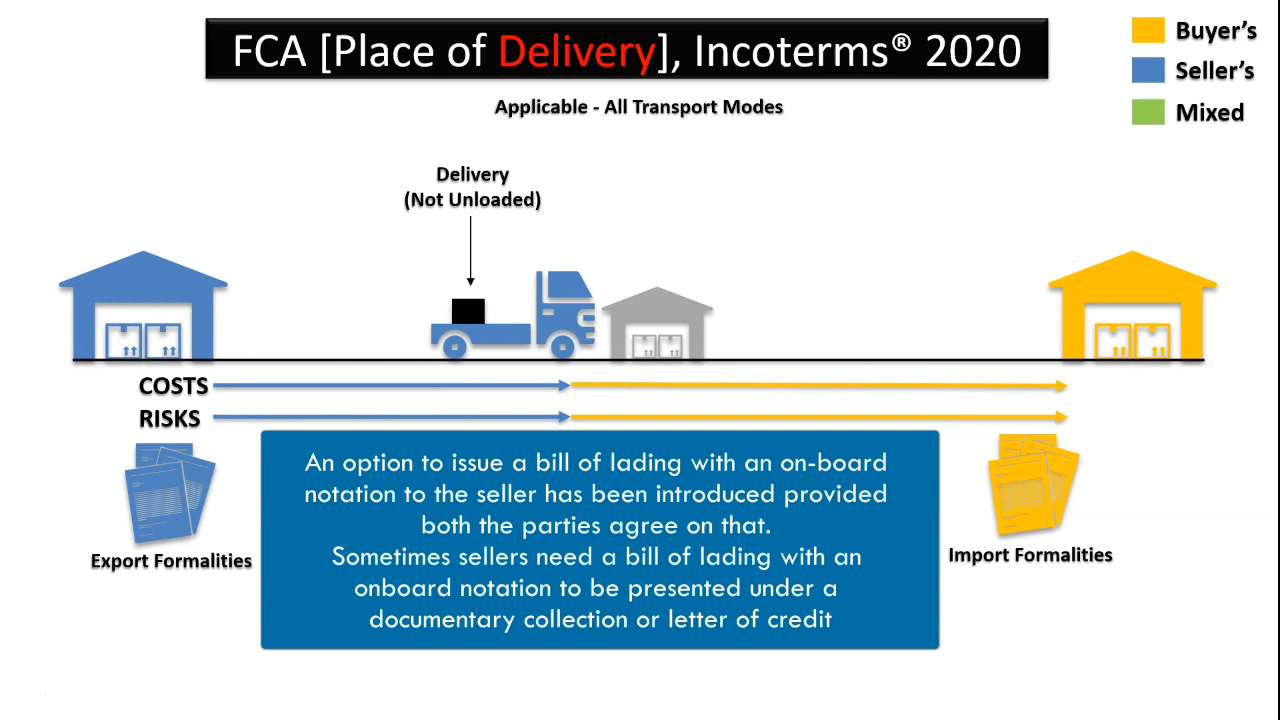 FCA [Place of Delivery], Incoterms® 2020
Buyer's
Seller's
Mixed
Applicable - All Transport Modes
Delivery
(Not Unloaded)
COSTS
RISKS
An option to issue a bill of lading with an on-board
notation to the seller has been introduced provided
both the parties agree on that.
Sometimes sellers need a bill of lading with an
onboard notation to be presented under a
documentary collection or letter of credit
Export Formalities
Import Formalities